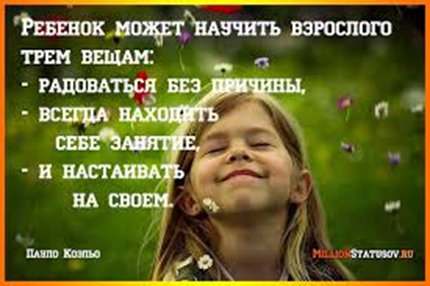 Ребенок может научить взрослого
трем вещам:
- радоваться без причины,
- всегда находить
себе занятие,
- и настаивать
на своем.
Пауло Коэльо
MillionStatusov.ru